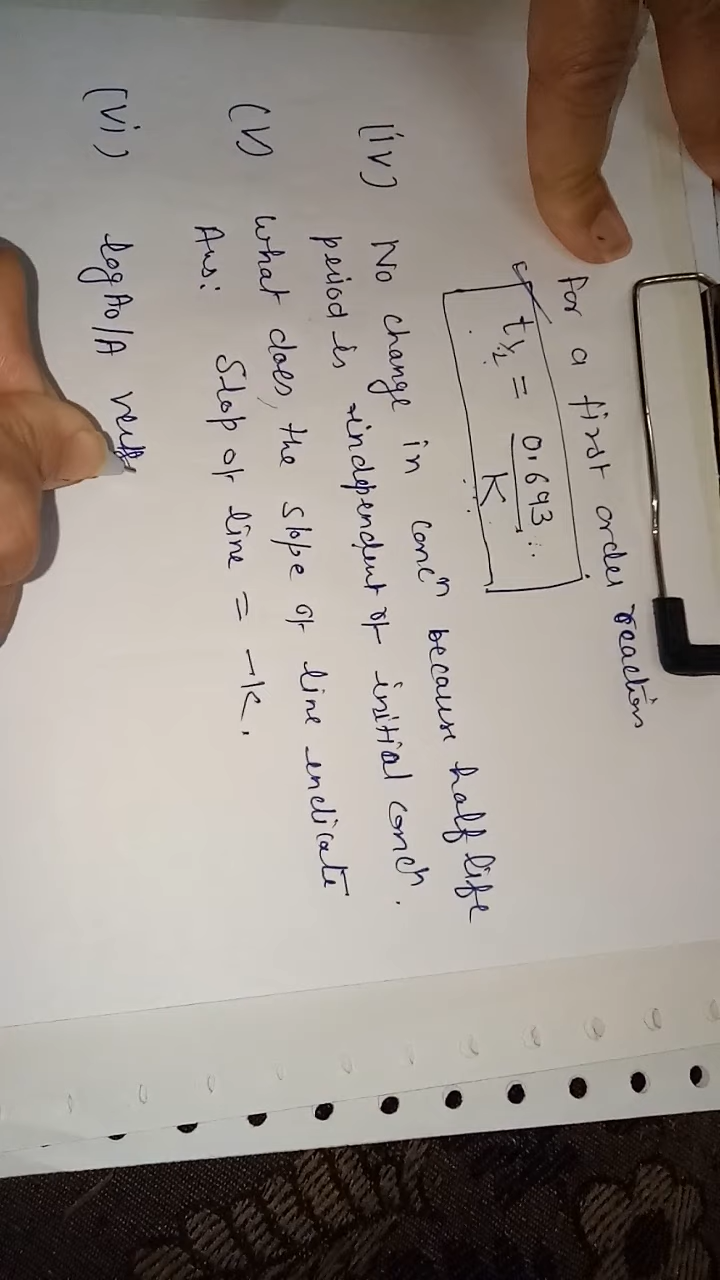 for a first order reaction
t½ = 0.693 / K
(iv) No change in concn because half life
period is independent of initial concn.
(v) What does, the slope of line indicate
Ans: Slop of line = -K.
(vi) log A0/A